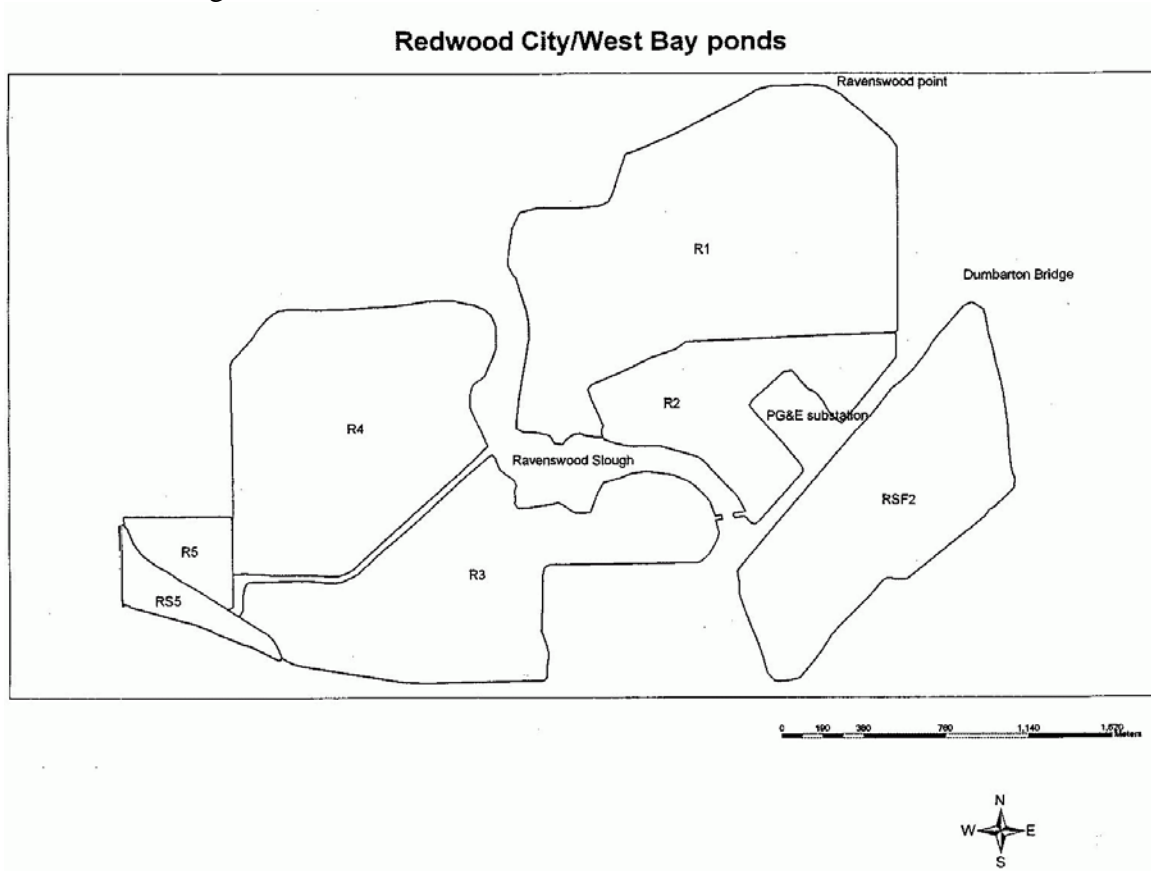 Redwood City/West Bay ponds
Ravenswood point
R1
Dumbarton Bridge
R4
R2
PG&E substation
Ravenswood Slough
RSF2
R5
R3
RS5
0 190 380 760 1,140 1,520
Meters
N
W E
S